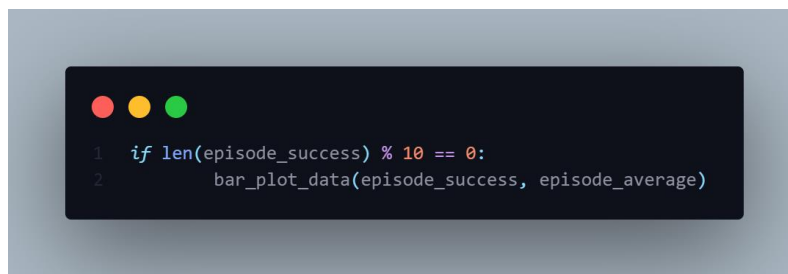 1 if len(episode_success) % 10 == 0:
2 bar_plot_data(episode_success, episode_average)